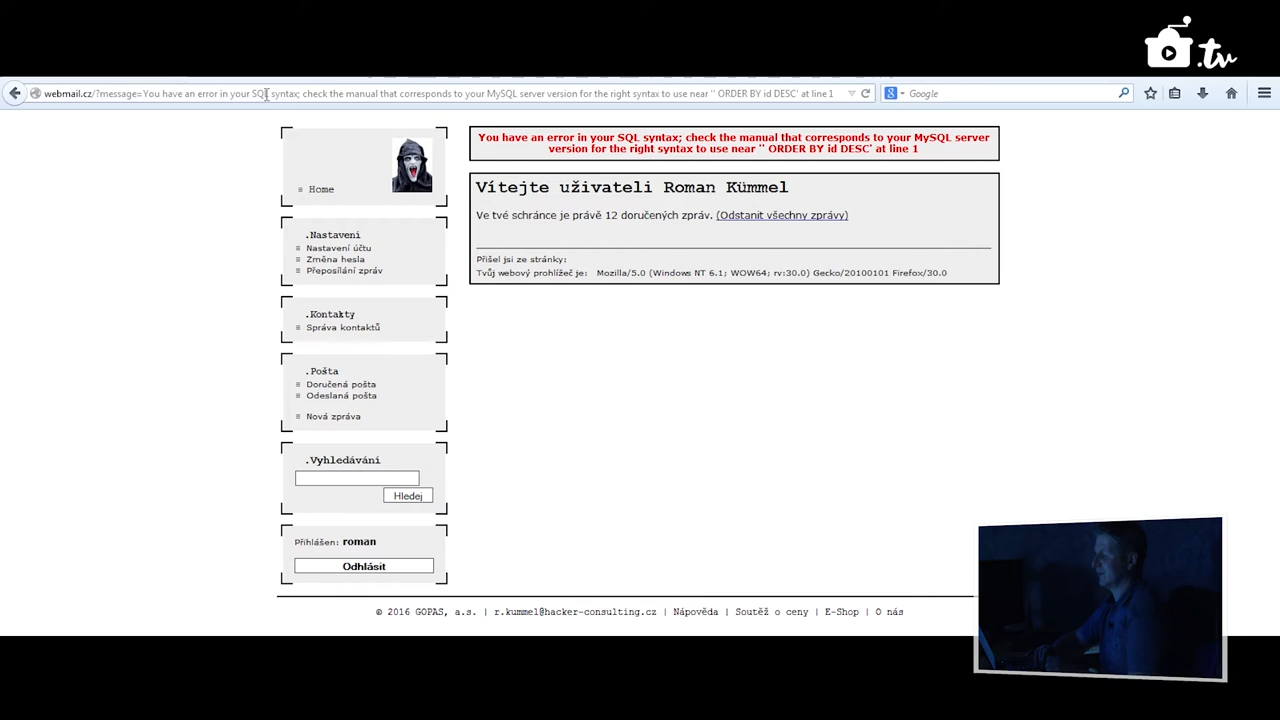 .tv
webmail.cz/?message=You have an error in your SQL syntax; check the manual that corresponds to your MySQL server version for the right syntax to use near '' ORDER BY id DESC' at line 1
Google
Home
.Nastavení
Nastavení účtu
Změna hesla
Přeposílání zpráv
.Kontakty
Správa kontaktů
.Pošta
Doručená pošta
Odeslaná pošta
Nová zpráva
.Vyhledávání
Hledej
Přihlášen: roman
Odhlásit
You have an error in your SQL syntax; check the manual that corresponds to your MySQL server
version for the right syntax to use near '' ORDER BY id DESC' at line 1
Vítejte uživateli Roman Kümmel
Ve tvé schránce je právě 12 doručených zpráv. (Odstanit všechny zprávy)
Přišel jsi ze stránky:
Tvůj webový prohlížeč je: Mozilla/5.0 (Windows NT 6.1; WOW64; rv:30.0) Gecko/20100101 Firefox/30.0
© 2016 GOPAS, a.s. | r.kummel@hacker-consulting.cz | Nápověda | Soutěž o ceny | E-Shop | O nás